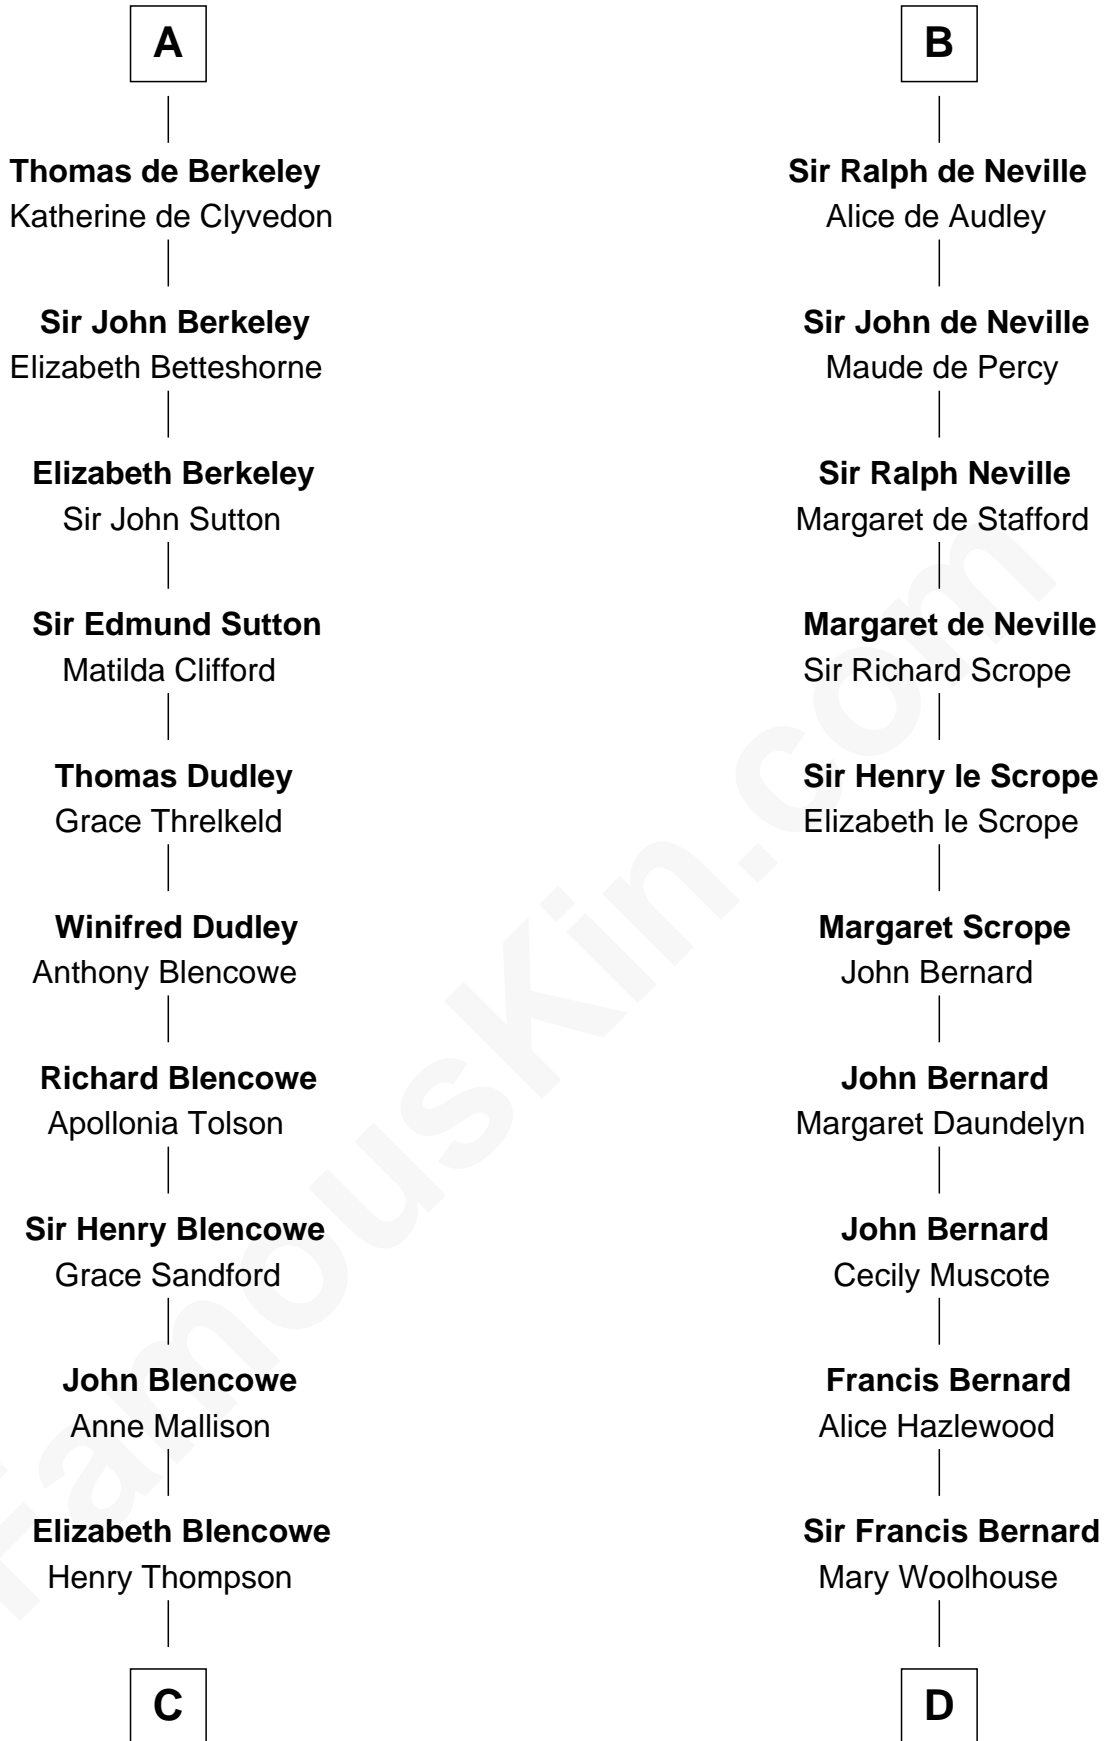 A
Thomas de Berkeley
Katherine de Clyvedon
Sir John Berkeley
Elizabeth Betteshorne
Elizabeth Berkeley
Sir John Sutton
Sir Edmund Sutton
Matilda Clifford
Thomas Dudley
Grace Threlkeld
Winifred Dudley
Anthony Blencowe
Richard Blencowe
Apollonia Tolson
Sir Henry Blencowe
Grace Sandford
John Blencowe
Anne Mallison
Elizabeth Blencowe
Henry Thompson
C
B
Sir Ralph de Neville
Alice de Audley
Sir John de Neville
Maude de Percy
Sir Ralph Neville
Margaret de Stafford
Margaret de Neville
Sir Richard Scrope
Sir Henry le Scrope
Elizabeth le Scrope
Margaret Scrope
John Bernard
John Bernard
Margaret Daundelyn
John Bernard
Cecily Muscote
Francis Bernard
Alice Hazlewood
Sir Francis Bernard
Mary Woolhouse
D
FamousKin.com